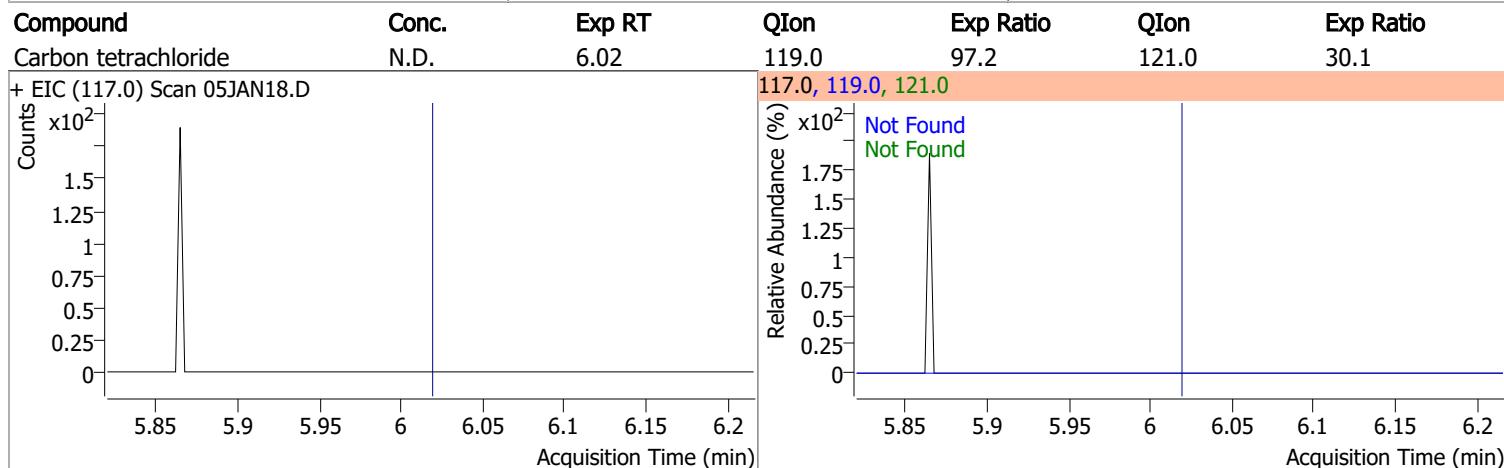 Compound Conc. Exp RT QIon Exp Ratio QIon Exp Ratio
Carbon tetrachloride N.D. 6.02 119.0 97.2 121.0 30.1
+ EIC (117.0) Scan 05JAN18.D
Counts
x10²
1.5
1.25
1
0.75
0.5
0.25
0
5.85 5.9 5.95 6 6.05 6.1 6.15 6.2
Acquisition Time (min)
117.0, 119.0, 121.0
Relative Abundance (%)
x10²
Not Found
Not Found
1.75
1.5
1.25
1
0.75
0.5
0.25
0
5.85 5.9 5.95 6 6.05 6.1 6.15 6.2
Acquisition Time (min)